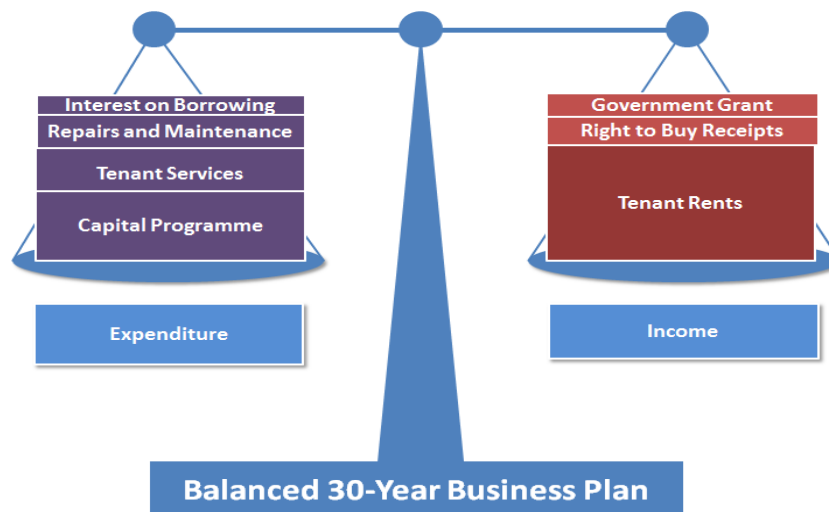 Interest on Borrowing
Repairs and Maintenance
Tenant Services
Capital Programme
Expenditure
Government Grant
Right to Buy Receipts
Tenant Rents
Income
Balanced 30-Year Business Plan